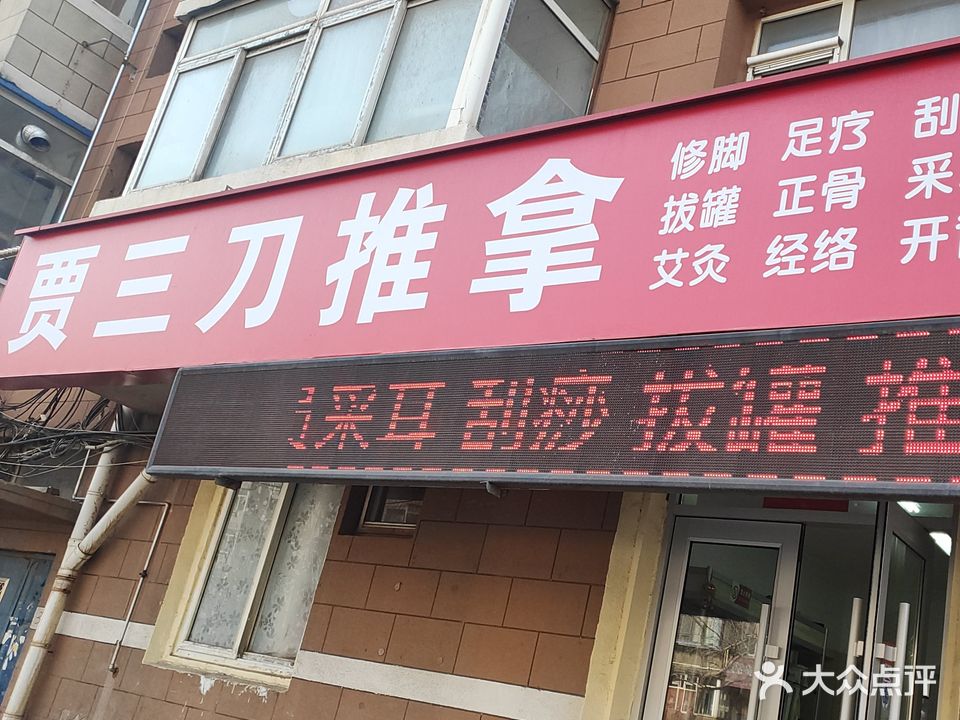 贾三刀推拿
修脚 足疗 刮
拔罐 正骨 采
艾灸 经络 开
采耳 刮痧 拔罐 推
大众点评